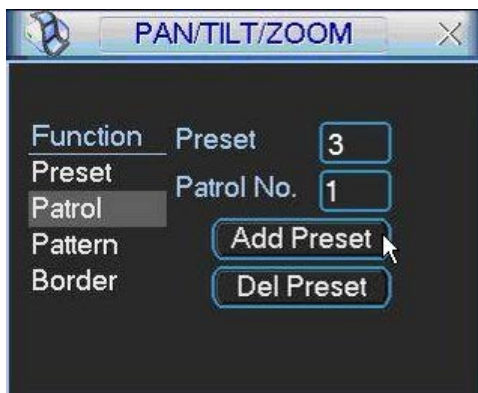 PAN/TILT/ZOOM
Function
Preset
Patrol
Pattern
Border
Preset 3
Patrol No. 1
Add Preset
Del Preset